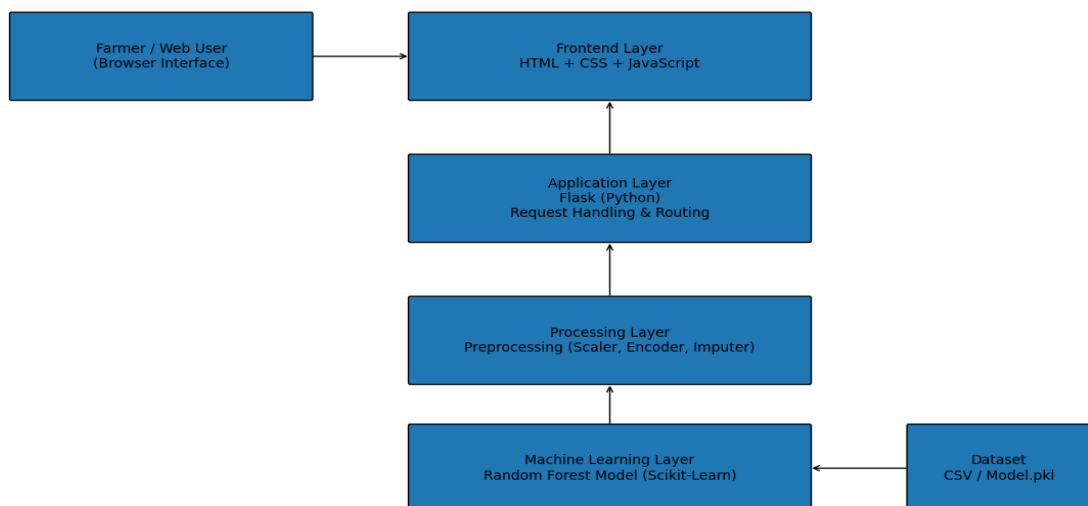 Farmer / Web User
(Browser Interface)
Frontend Layer
HTML + CSS + JavaScript
Application Layer
Flask (Python)
Request Handling & Routing
Processing Layer
Preprocessing (Scaler, Encoder, Imputer)
Machine Learning Layer
Random Forest Model (Scikit-Learn)
Dataset
CSV / Model.pkl